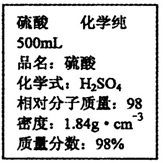 硫酸 化学纯
500mL
品名：硫酸
化学式：H₂SO₄
相对分子质量：98
密度：1.84g·cm⁻³
质量分数：98%